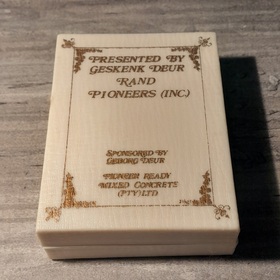 PRESENTED BY
GESKENK DEUR
RAND
PIONEERS (INC.)
SPONSORED BY
GEBORG DEUR
PIONEER READY
MIXED CONCRETE
(PTY) LTD